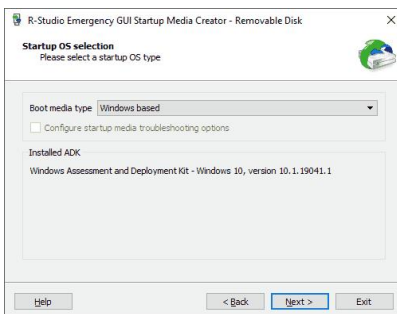 R-Studio Emergency GUI Startup Media Creator - Removable Disk
Startup OS selection
Please select a startup OS type
Boot media type Windows based
Configure startup media troubleshooting options
Installed ADK
Windows Assessment and Deployment Kit - Windows 10, version 10.1.19041.1
Help < Back Next > Exit